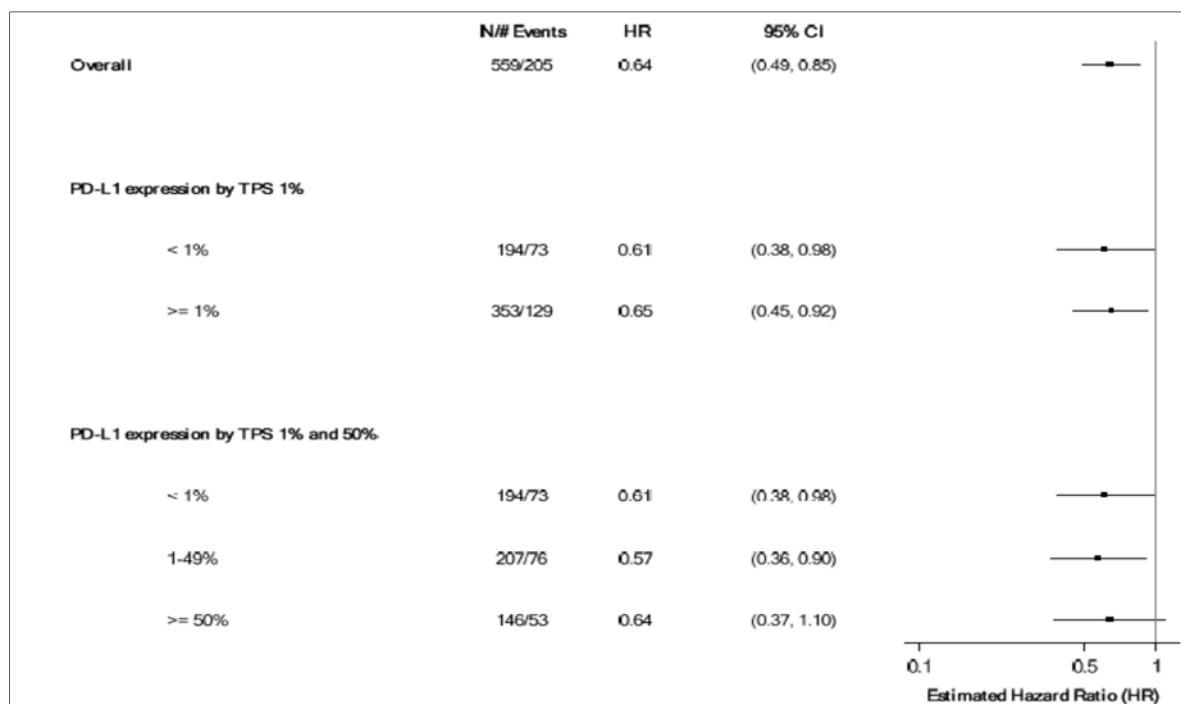 N/# Events HR 95% CI
Overall 559/205 0.64 (0.49, 0.85)
PD-L1 expression by TPS 1%
< 1% 194/73 0.61 (0.38, 0.98)
>= 1% 353/129 0.65 (0.45, 0.92)
PD-L1 expression by TPS 1% and 50%
< 1% 194/73 0.61 (0.38, 0.98)
1-49% 207/76 0.57 (0.36, 0.90)
>= 50% 146/53 0.64 (0.37, 1.10)
0.1 0.5 1
Estimated Hazard Ratio (HR)